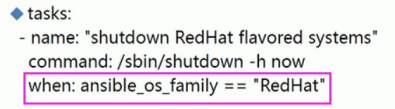 ◆ tasks:
- name: "shutdown RedHat flavored systems"
command: /sbin/shutdown -h now
when: ansible_os_family == "RedHat"